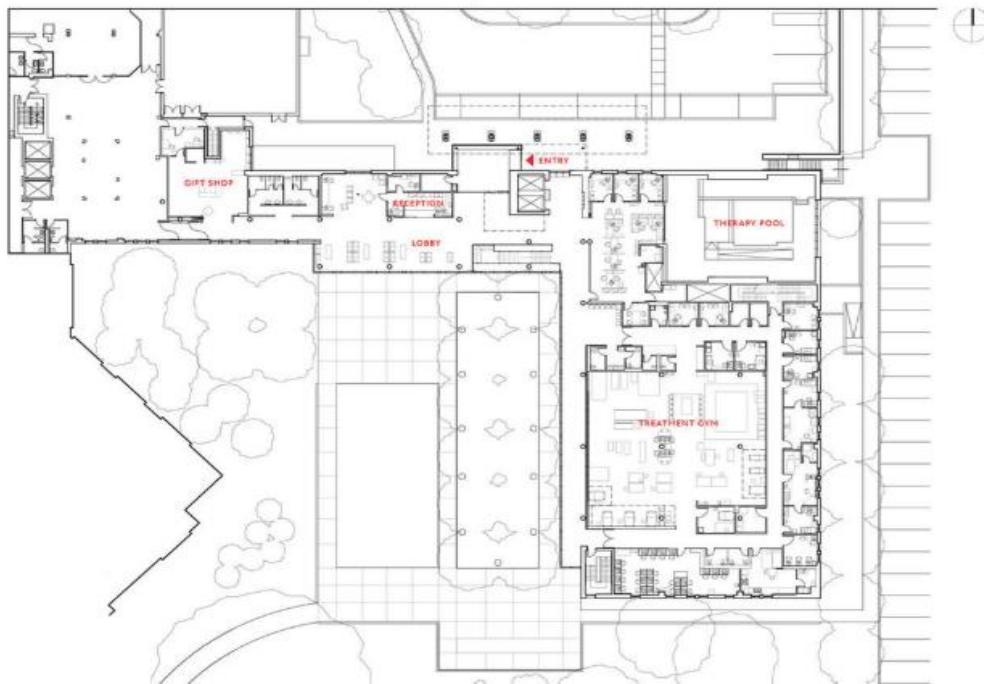 ENTRY
GIFT SHOP
RECEPTION
THERAPY POOL
LOBBY
TREATMENT GYM